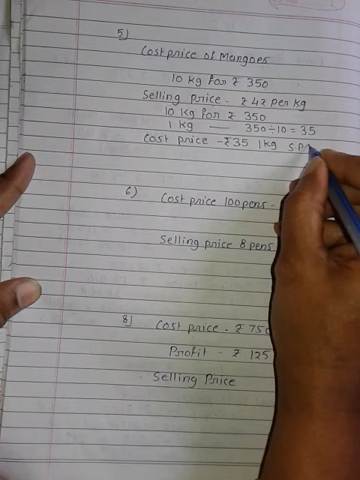 5)
Cost price of Mangoes
10 kg for ₹ 350
Selling price - ₹ 42 per kg
10 kg for ₹ 350
1 kg —— 350÷10 = 35
Cost price - ₹35 1kg S.P
6)
Cost price 100 pens -
Selling price 8 pens
8) Cost price - ₹ 750
Profit - ₹ 125
Selling Price